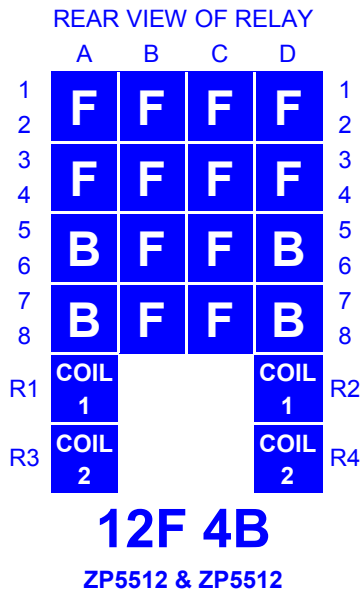 REAR VIEW OF RELAY
A B C D
1 1
F F F F
2 2
3 3
F F F F
4 4
5 5
B F F B
6 6
7 7
B F F B
8 8
COIL COIL
R1 R2
1 1
COIL COIL
R3 R4
2 2
12F 4B
ZP5512 & ZP5512